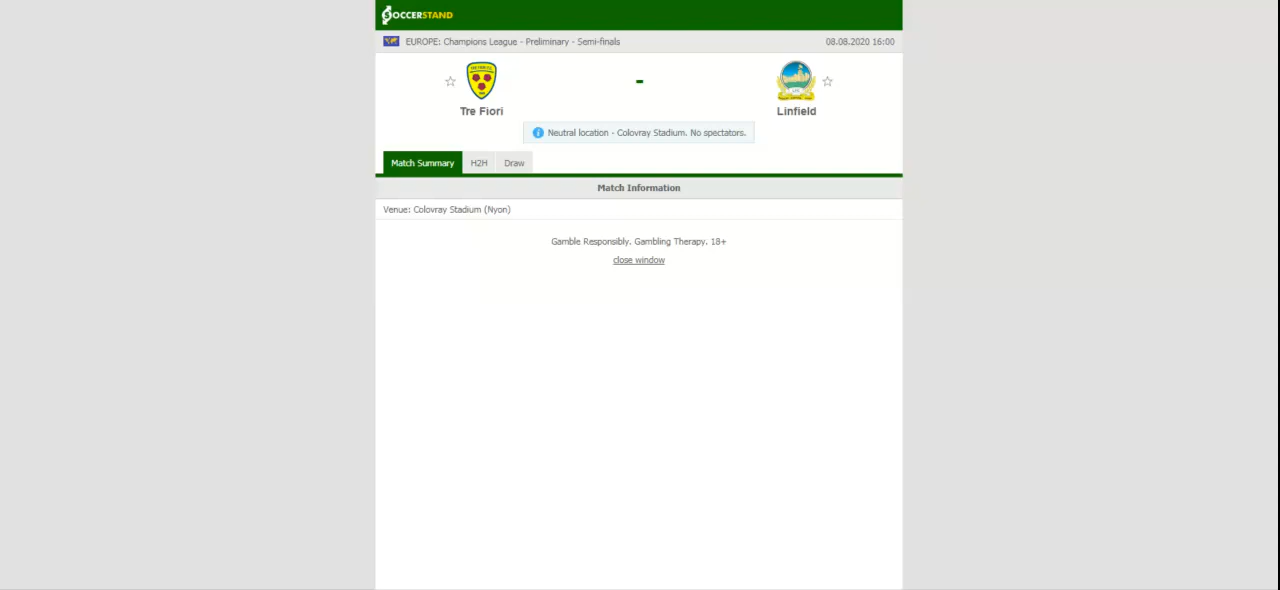 SOCCERSTAND
EUROPE: Champions League - Preliminary - Semi-finals 08.08.2020 16:00
-
Tre Fiori Linfield
Neutral location - Colovray Stadium. No spectators.
Match Summary H2H Draw
Match Information
Venue: Colovray Stadium (Nyon)
Gamble Responsibly. Gambling Therapy. 18+
close window